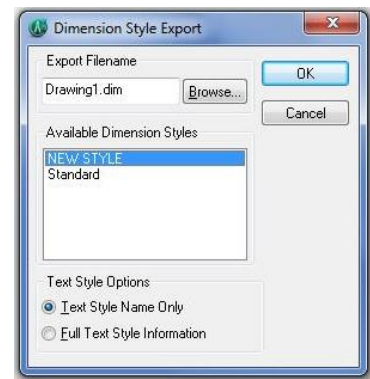 Dimension Style Export
Export Filename
Drawing1.dim
Browse...
OK
Cancel
Available Dimension Styles
NEW STYLE
Standard
Text Style Options
Text Style Name Only
Full Text Style Information